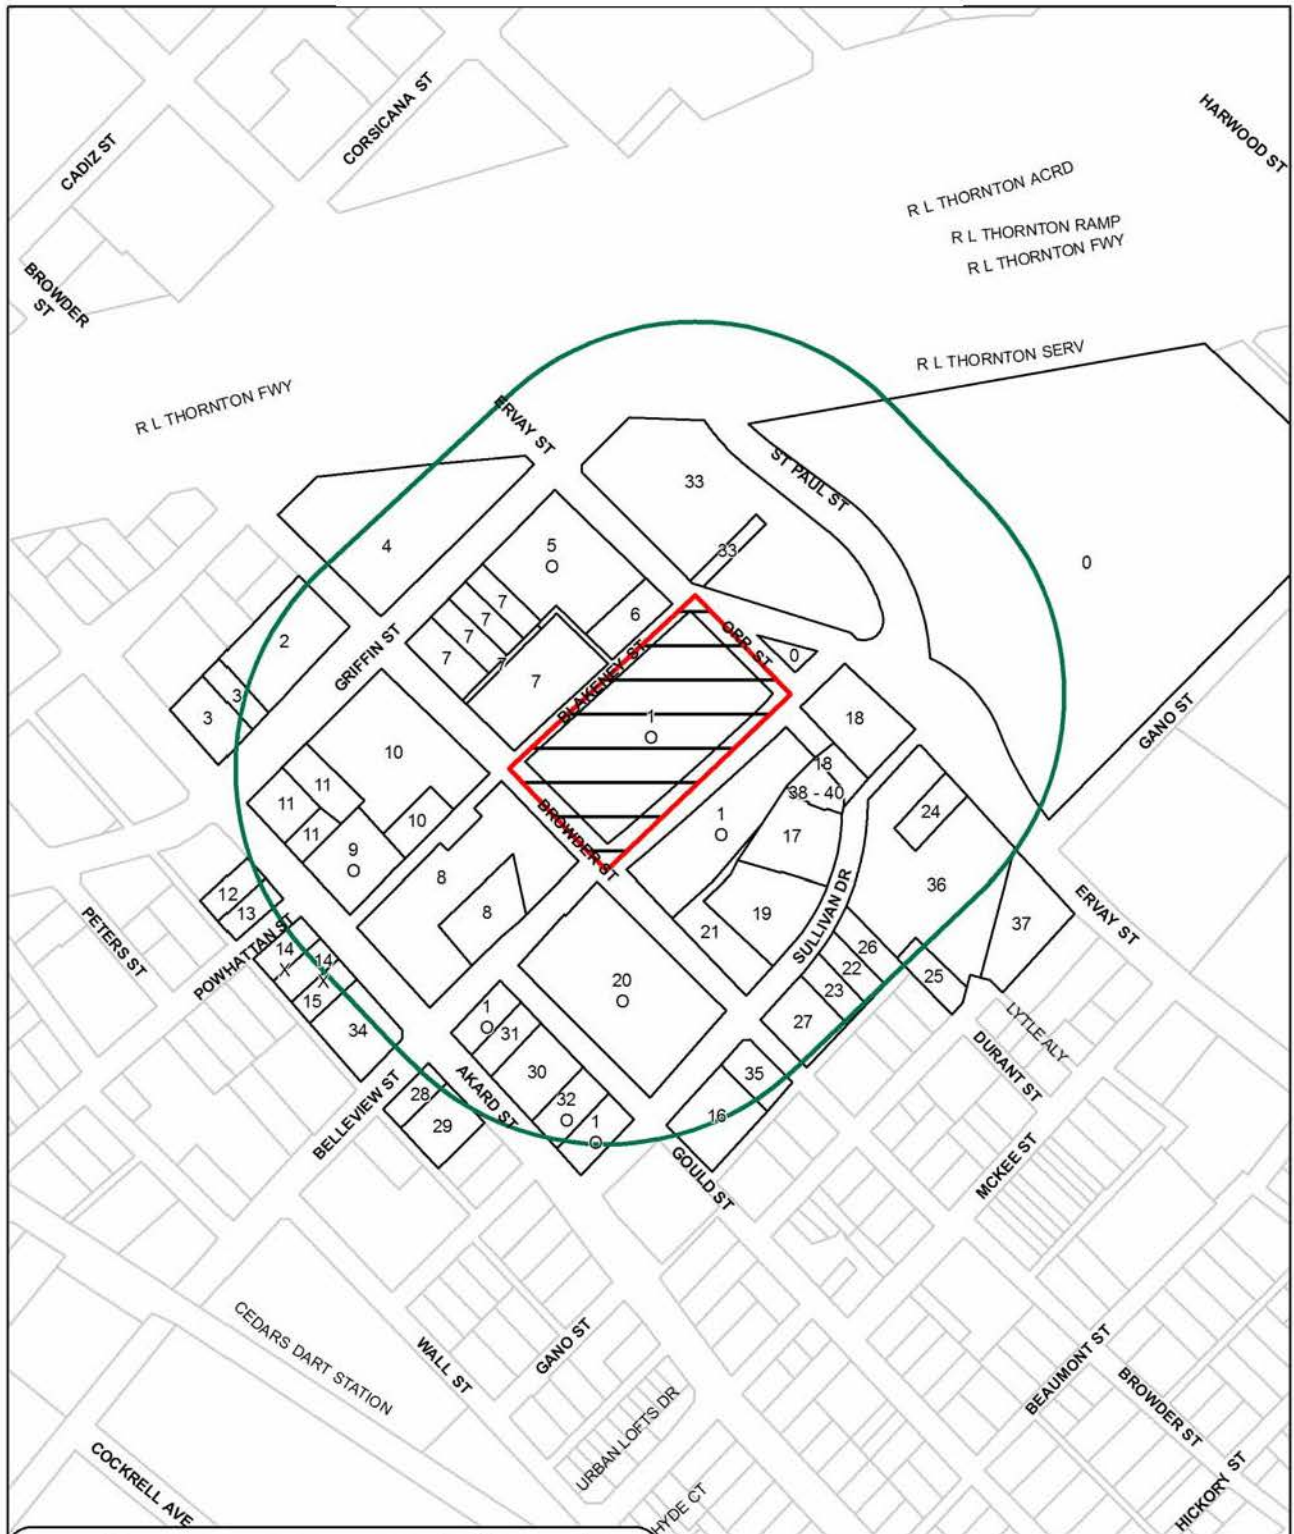 CORSICANA ST
HARWOOD ST
CADIZ ST
R L THORNTON ACRD
R L THORNTON RAMP
R L THORNTON FWY
BROWDER
ST
R L THORNTON SERV
R L THORNTON FWY
ERVAY ST
ST PAUL ST
33
4
5
33
0
7
6
7
2
7
ORR ST
GRIFFIN ST
7
7
0
3
7
BLAKENEY ST
3
1
18
GANO ST
10
18
11
38 - 40
11
24
10
1
11
BROWDER ST
17
9
8
36
12
SULLIVAN DR
13
8
19
ERVAY ST
PETERS ST
POWHATTAN ST
21
37
14
26
14
22
25
20
15
23
1
27
34
31
LYTLE ALY
DURANT ST
30
35
AKARD ST
28
32
BELLEVIEW ST
29
1
16
MCKEE ST
GOULD ST
CEDARS DART STATION
WALL ST
GANO ST
BEAUMONT ST
BROWDER ST
URBAN LOFTS DR
COCKRELL AVE
HYDE CT
HICKORY ST